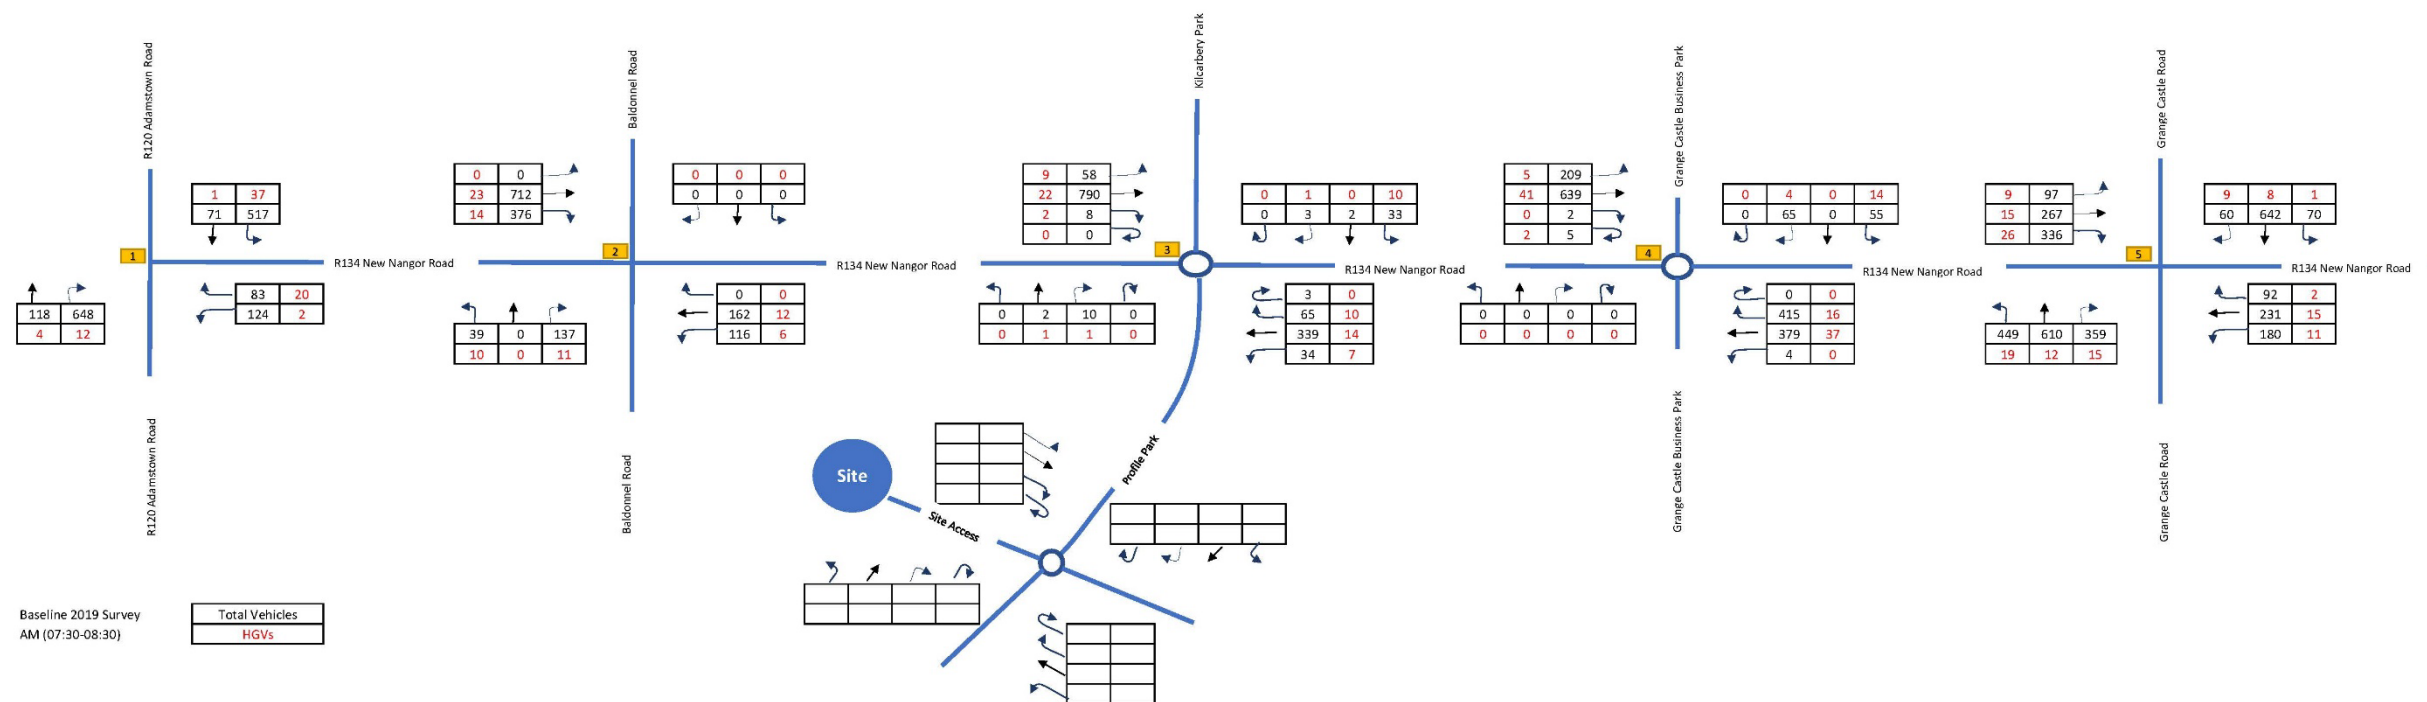 R120 Adamstown Road
Baldonnel Road
Kilcarbery Park
Grange Castle Business Park
Grange Castle Road
1 37
71 517
0 0
23 712
14 376
0 0 0
0 0 0
9 58
22 790
2 8
0 0
0 1 0 10
0 3 2 33
5 209
41 639
0 2
2 5
0 4 0 14
0 65 0 55
9 97
15 267
26 336
9 8 1
60 642 70
1
R134 New Nangor Road
2
R134 New Nangor Road
3
R134 New Nangor Road
4
R134 New Nangor Road
5
R134 New Nangor Road
118 648
4 12
83 20
124 2
39 0 137
10 0 11
0 0
162 12
116 6
0 2 10 0
0 1 1 0
3 0
65 10
339 14
34 7
0 0 0 0
0 0 0 0
0 0
415 16
379 37
4 0
449 610 359
19 12 15
92 2
231 15
180 11
R120 Adamstown Road
Baldonnel Road
Profile Park
Grange Castle Business Park
Grange Castle Road
Site
Site Access
Baseline 2019 Survey
AM (07:30-08:30)
Total Vehicles
HGVs